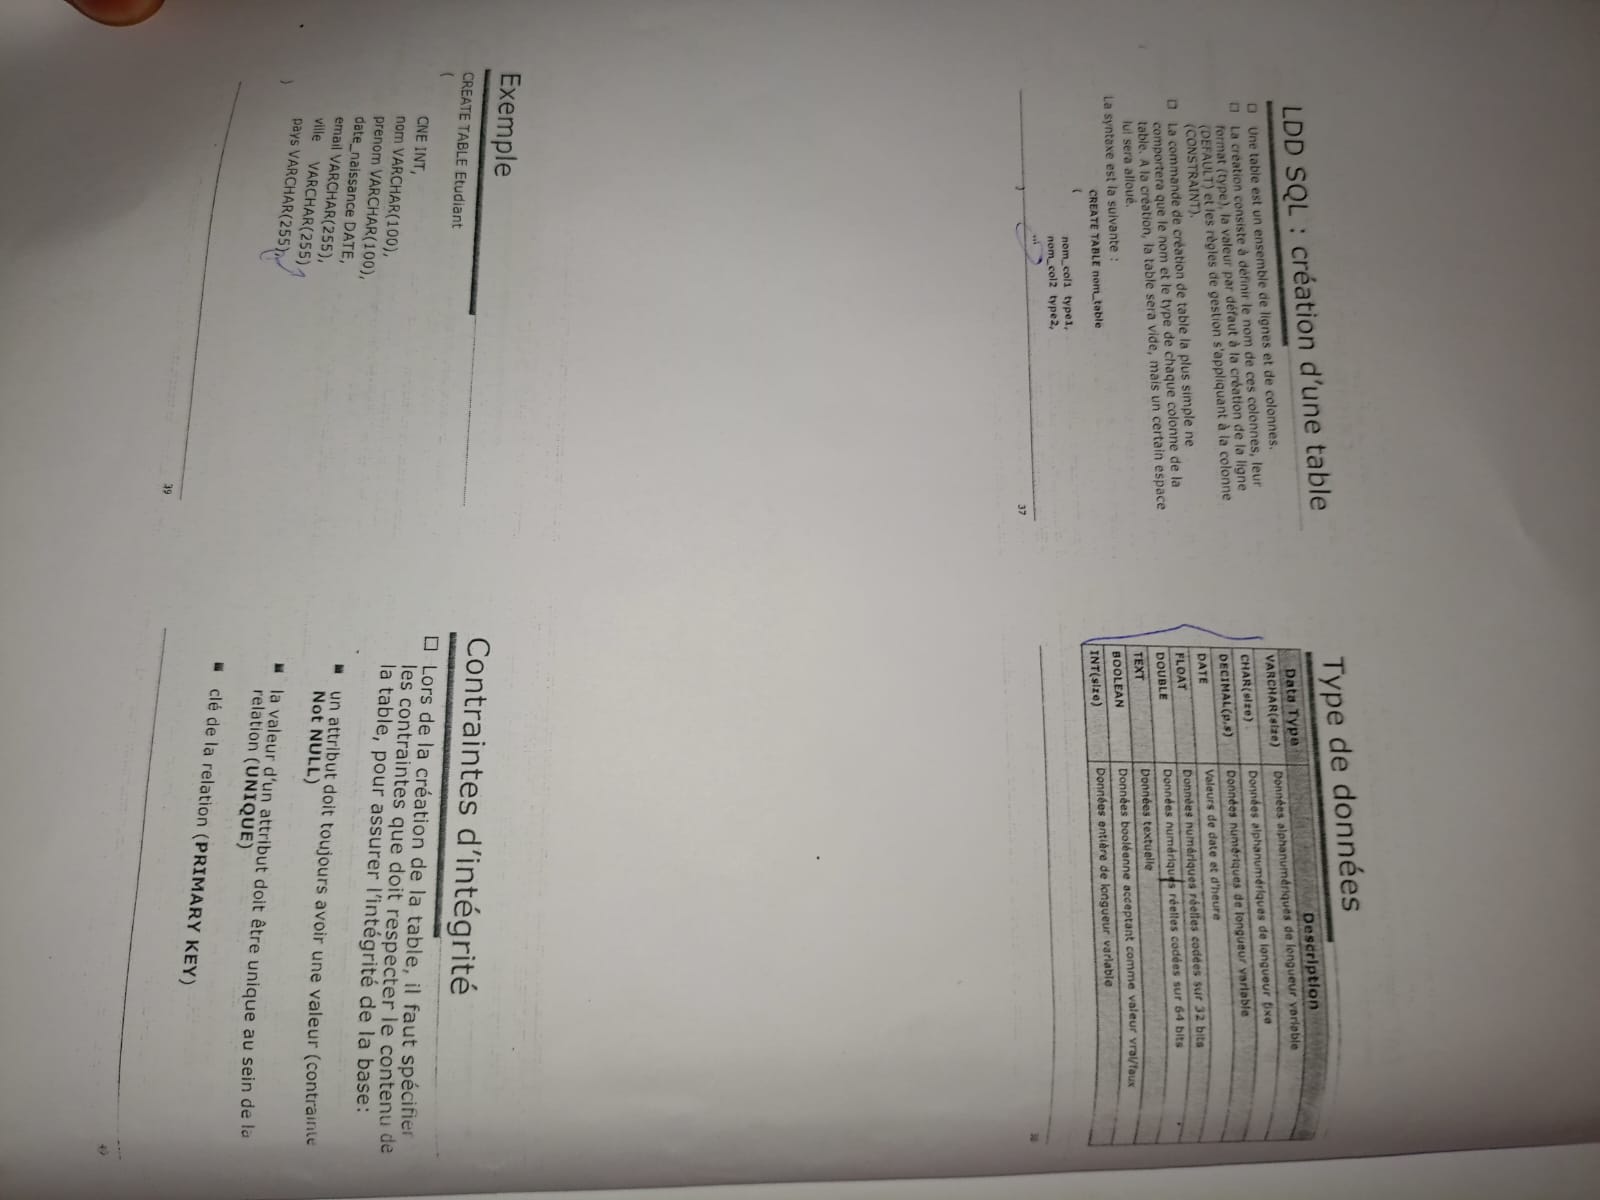 LDD SQL : création d'une table
☐ Une table est un ensemble de lignes et de colonnes.
☐ La création consiste à définir le nom de ces colonnes, leur
format (type), la valeur par défaut à la création de la ligne
(DEFAULT) et les règles de gestion s'appliquant à la colonne
(CONSTRAINT).
☐ La commande de création de table la plus simple ne
comportera que le nom et le type de chaque colonne de la
table. A la création, la table sera vide, mais un certain espace
lui sera alloué.
La syntaxe est la suivante :
CREATE TABLE nom_table
(
nom_col1 type1,
nom_col2 type2,
...
)
37
Type de données
Data Type Description
VARCHAR(size) Données alphanumériques de longueur variable
CHAR(size) Données alphanumériques de longueur fixe
DECIMAL(p,s) Données numériques de longueur variable
DATE Valeurs de date et d'heure
FLOAT Données numériques réelles codées sur 32 bits
DOUBLE Données numériques réelles codées sur 64 bits
TEXT Données textuelle
BOOLEAN Données booléenne acceptant comme valeur vrai/faux
INT(size) Données entière de longueur variable
38
Exemple
CREATE TABLE Etudiant
(
CNE INT,
nom VARCHAR(100),
prenom VARCHAR(100),
date_naissance DATE,
email VARCHAR(255),
ville VARCHAR(255)
pays VARCHAR(255),
)
39
Contraintes d'intégrité
☐ Lors de la création de la table, il faut spécifier
les contraintes que doit respecter le contenu de
la table, pour assurer l'intégrité de la base:
▪ un attribut doit toujours avoir une valeur (contrainte
Not NULL)
▪ la valeur d'un attribut doit être unique au sein de la
relation (UNIQUE)
▪ clé de la relation (PRIMARY KEY)
40